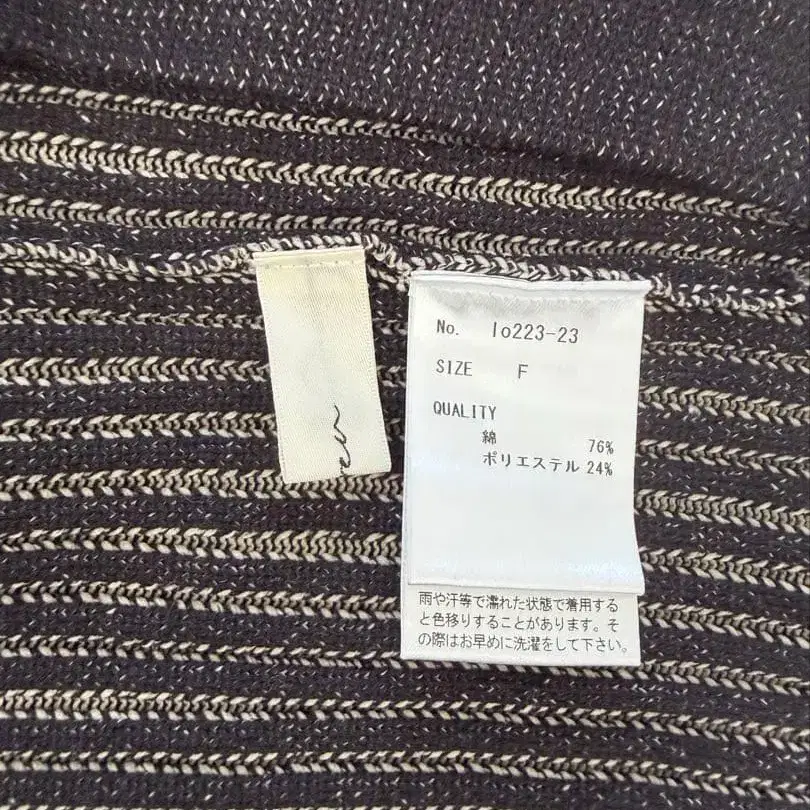 No. lo223-23
SIZE F
QUALITY
綿 76%
ポリエステル 24%
雨や汗等で濡れた状態で着用する
と色移りすることがあります。そ
の際はお早めに洗濯をして下さい。